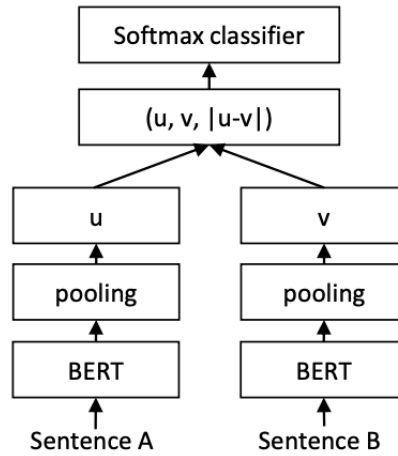 Softmax classifier
(u, v, |u-v|)
u v
pooling pooling
BERT BERT
Sentence A Sentence B